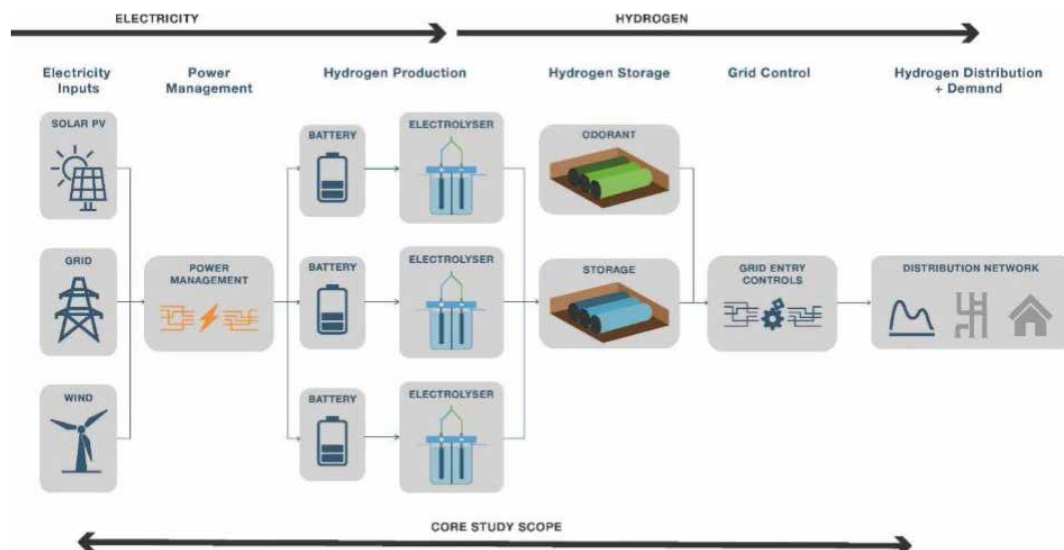 ELECTRICITY
HYDROGEN
Electricity
Inputs
Power
Management
Hydrogen Production
Hydrogen Storage
Grid Control
Hydrogen Distribution
+ Demand
SOLAR PV
BATTERY
ELECTROLYSER
ODORANT
GRID
POWER
MANAGEMENT
BATTERY
ELECTROLYSER
STORAGE
GRID ENTRY
CONTROLS
DISTRIBUTION NETWORK
WIND
BATTERY
ELECTROLYSER
CORE STUDY SCOPE